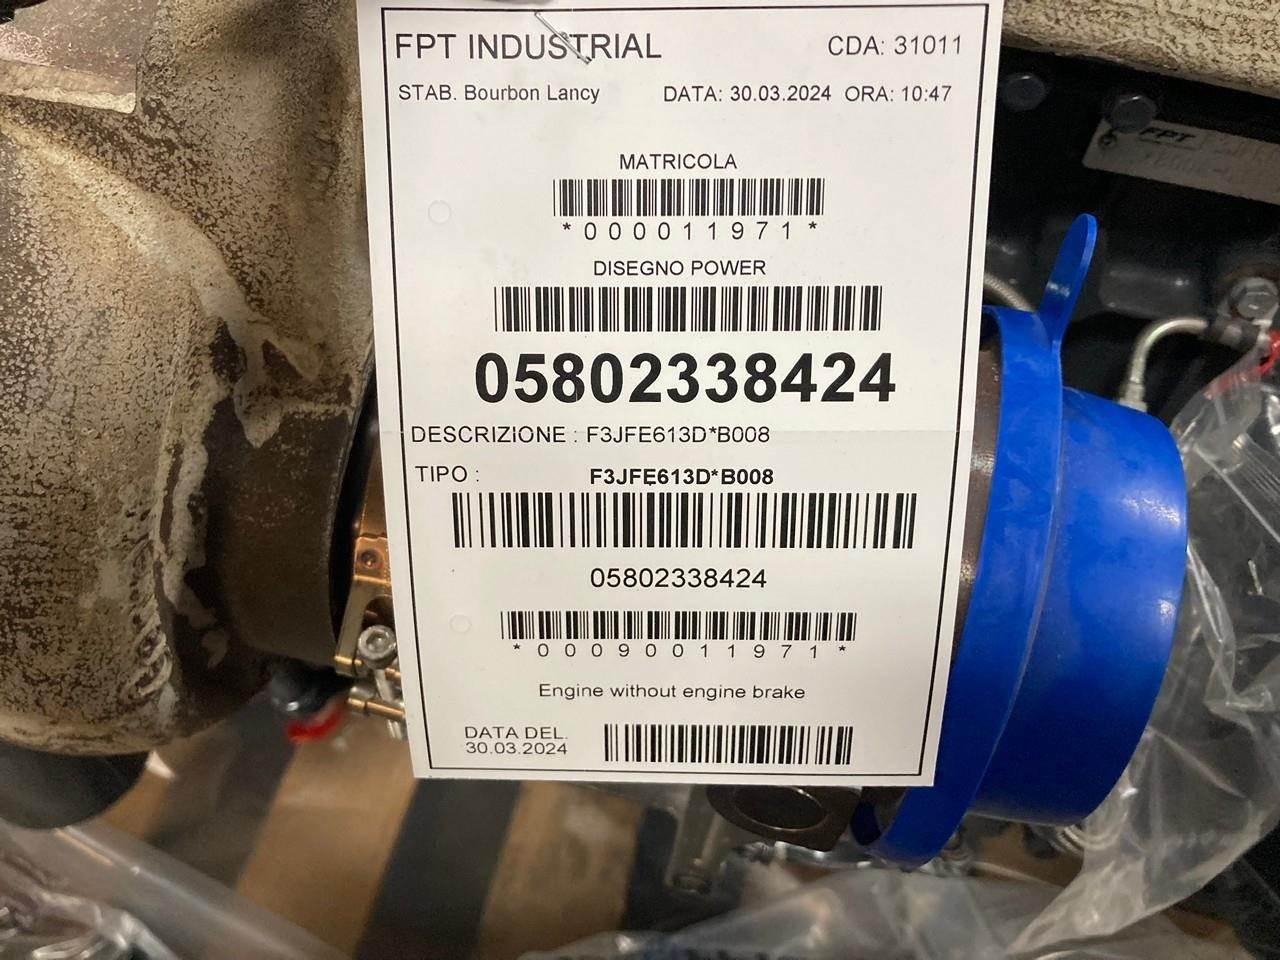 FPT INDUSTRIAL CDA: 31011
STAB. Bourbon Lancy DATA: 30.03.2024 ORA: 10:47
MATRICOLA
*000011971*
DISEGNO POWER
05802338424
DESCRIZIONE : F3JFE613D*B008
TIPO : F3JFE613D*B008
05802338424
*00090011971*
Engine without engine brake
DATA DEL.
30.03.2024
FPT